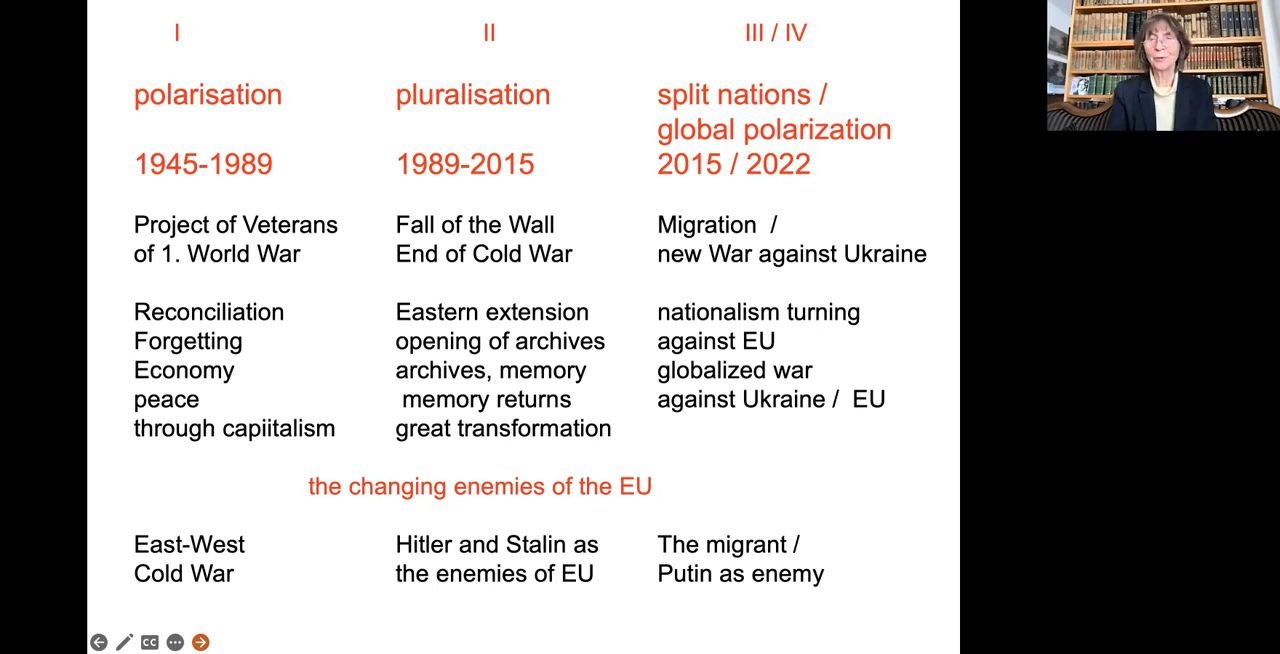 I
II
III / IV
polarisation
1945-1989
Project of Veterans
of 1. World War
Reconciliation
Forgetting
Economy
peace
through capiitalism
pluralisation
1989-2015
Fall of the Wall
End of Cold War
Eastern extension
opening of archives
archives, memory
memory returns
great transformation
split nations /
global polarization
2015 / 2022
Migration /
new War against Ukraine
nationalism turning
against EU
globalized war
against Ukraine / EU
the changing enemies of the EU
East-West
Cold War
Hitler and Stalin as
the enemies of EU
The migrant /
Putin as enemy
CC